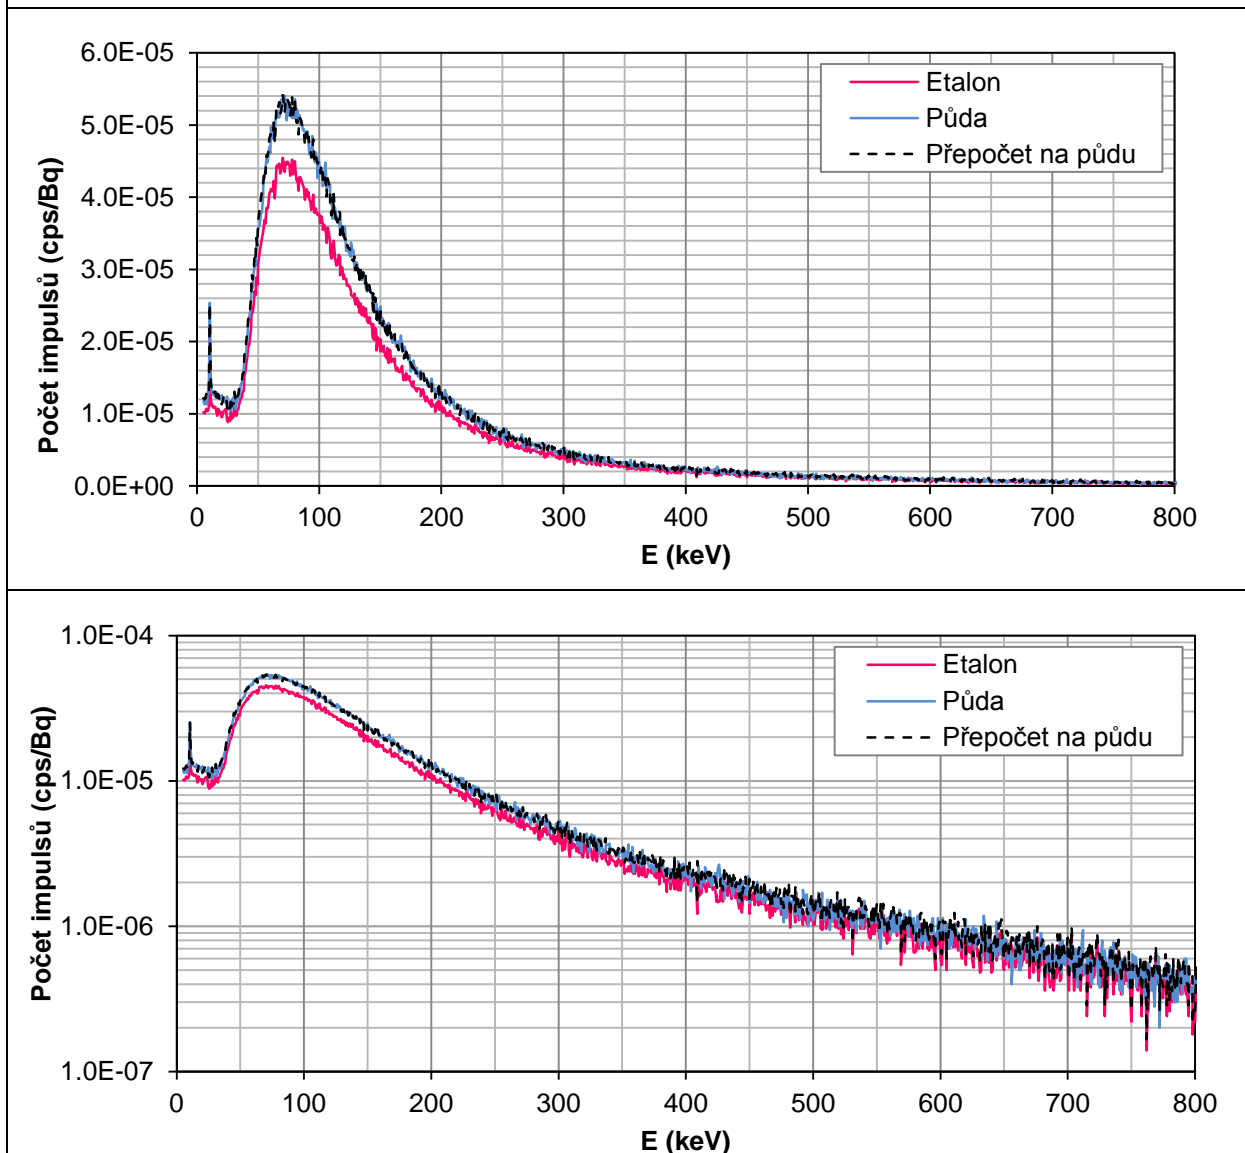 6.0E-05
5.0E-05
4.0E-05
3.0E-05
2.0E-05
1.0E-05
0.0E+00
Počet impulsů (cps/Bq)
Etalon
Půda
Přepočet na půdu
0 100 200 300 400 500 600 700 800
E (keV)
1.0E-04
1.0E-05
1.0E-06
1.0E-07
Počet impulsů (cps/Bq)
Etalon
Půda
Přepočet na půdu
0 100 200 300 400 500 600 700 800
E (keV)